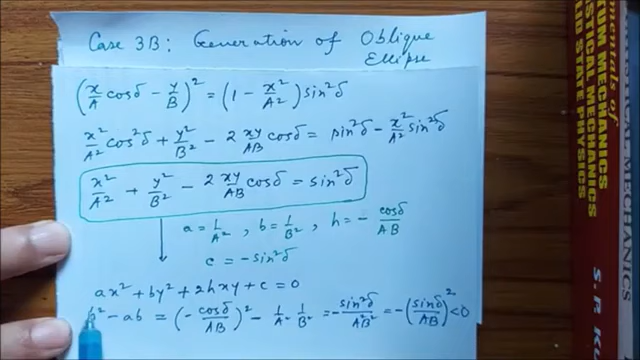 Case 3B: Generation of Oblique
Ellipse
(x/A cosδ - y/B)² = (1 - x²/A²) sin²δ
x²/A² cos²δ + y²/B² - 2 xy/AB cosδ = sin²δ - x²/A² sin²δ
x²/A² + y²/B² - 2 xy/AB cosδ = sin²δ
a = 1/A², b = 1/B², h = - cosδ/AB
c = - sin²δ
ax² + by² + 2hxy + c = 0
h² - ab = (- cosδ/AB)² - 1/A² 1/B² = - sin²δ/A²B² = - (sinδ/AB)² < 0
MECHANICS
STATE PHYSICS
S. R. K